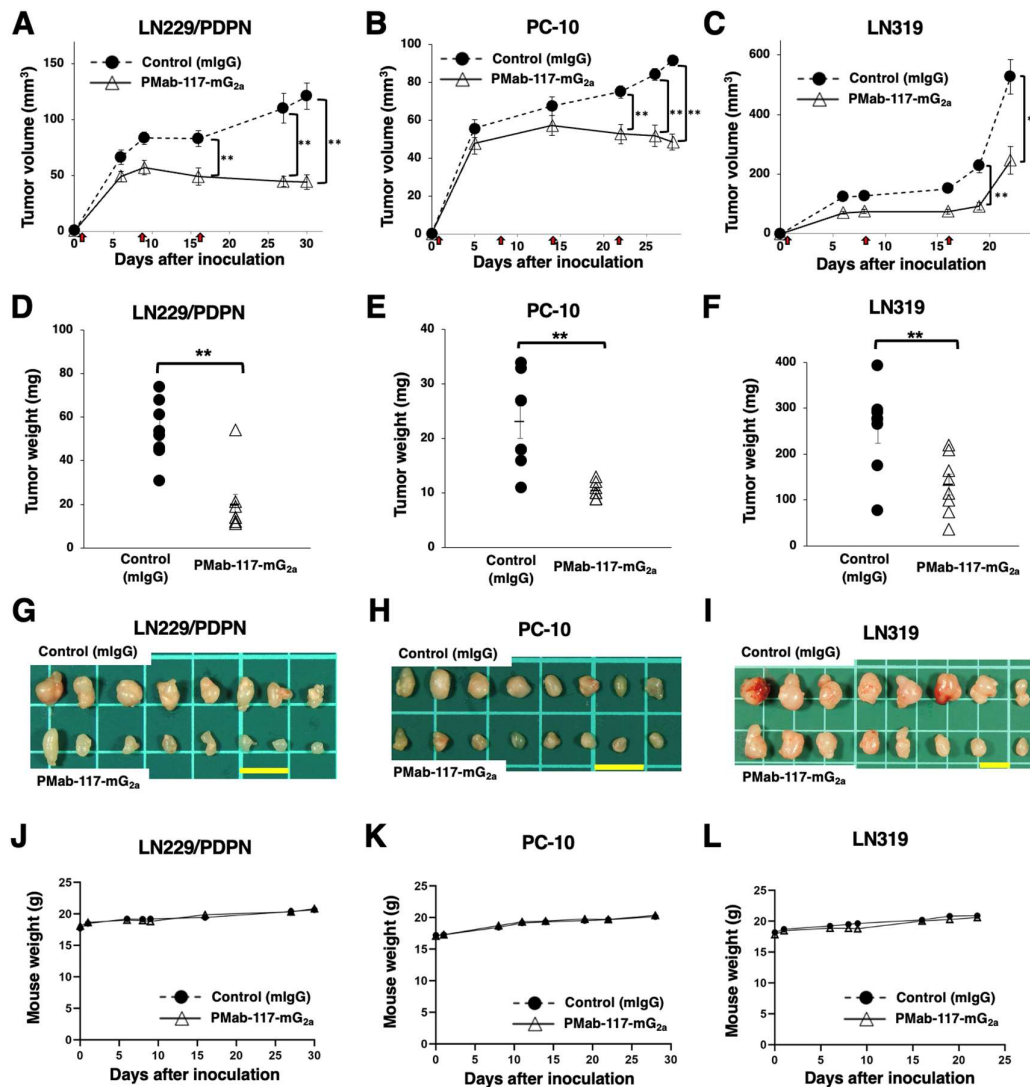 A
LN229/PDPN
Tumor volume (mm³)
150
100
50
0
Control (mIgG)
PMab-117-mG₂ₐ
**
**
**
0 5 10 15 20 25 30
Days after inoculation
B
PC-10
Tumor volume (mm³)
100
80
60
40
20
0
Control (mIgG)
PMab-117-mG₂ₐ
**
**
**
0 5 10 15 20 25
Days after inoculation
C
LN319
Tumor volume (mm³)
600
400
200
0
Control (mIgG)
PMab-117-mG₂ₐ
**
*
0 5 10 15 20
Days after inoculation
D
LN229/PDPN
Tumor weight (mg)
100
80
60
40
20
0
**
Control
(mIgG)
PMab-117-mG₂ₐ
E
PC-10
Tumor weight (mg)
40
30
20
10
0
**
Control
(mIgG)
PMab-117-mG₂ₐ
F
LN319
Tumor weight (mg)
400
300
200
100
0
**
Control
(mIgG)
PMab-117-mG₂ₐ
G
LN229/PDPN
Control (mIgG)
PMab-117-mG₂ₐ
H
PC-10
Control (mIgG)
PMab-117-mG₂ₐ
I
LN319
Control (mIgG)
PMab-117-mG₂ₐ
J
LN229/PDPN
Mouse weight (g)
25
20
15
10
5
0
Control (mIgG)
PMab-117-mG₂ₐ
0 5 10 15 20 25 30
Days after inoculation
K
PC-10
Mouse weight (g)
25
20
15
10
5
0
Control (mIgG)
PMab-117-mG₂ₐ
0 5 10 15 20 25 30
Days after inoculation
L
LN319
Mouse weight (g)
25
20
15
10
5
0
Control (mIgG)
PMab-117-mG₂ₐ
0 5 10 15 20 25
Days after inoculation